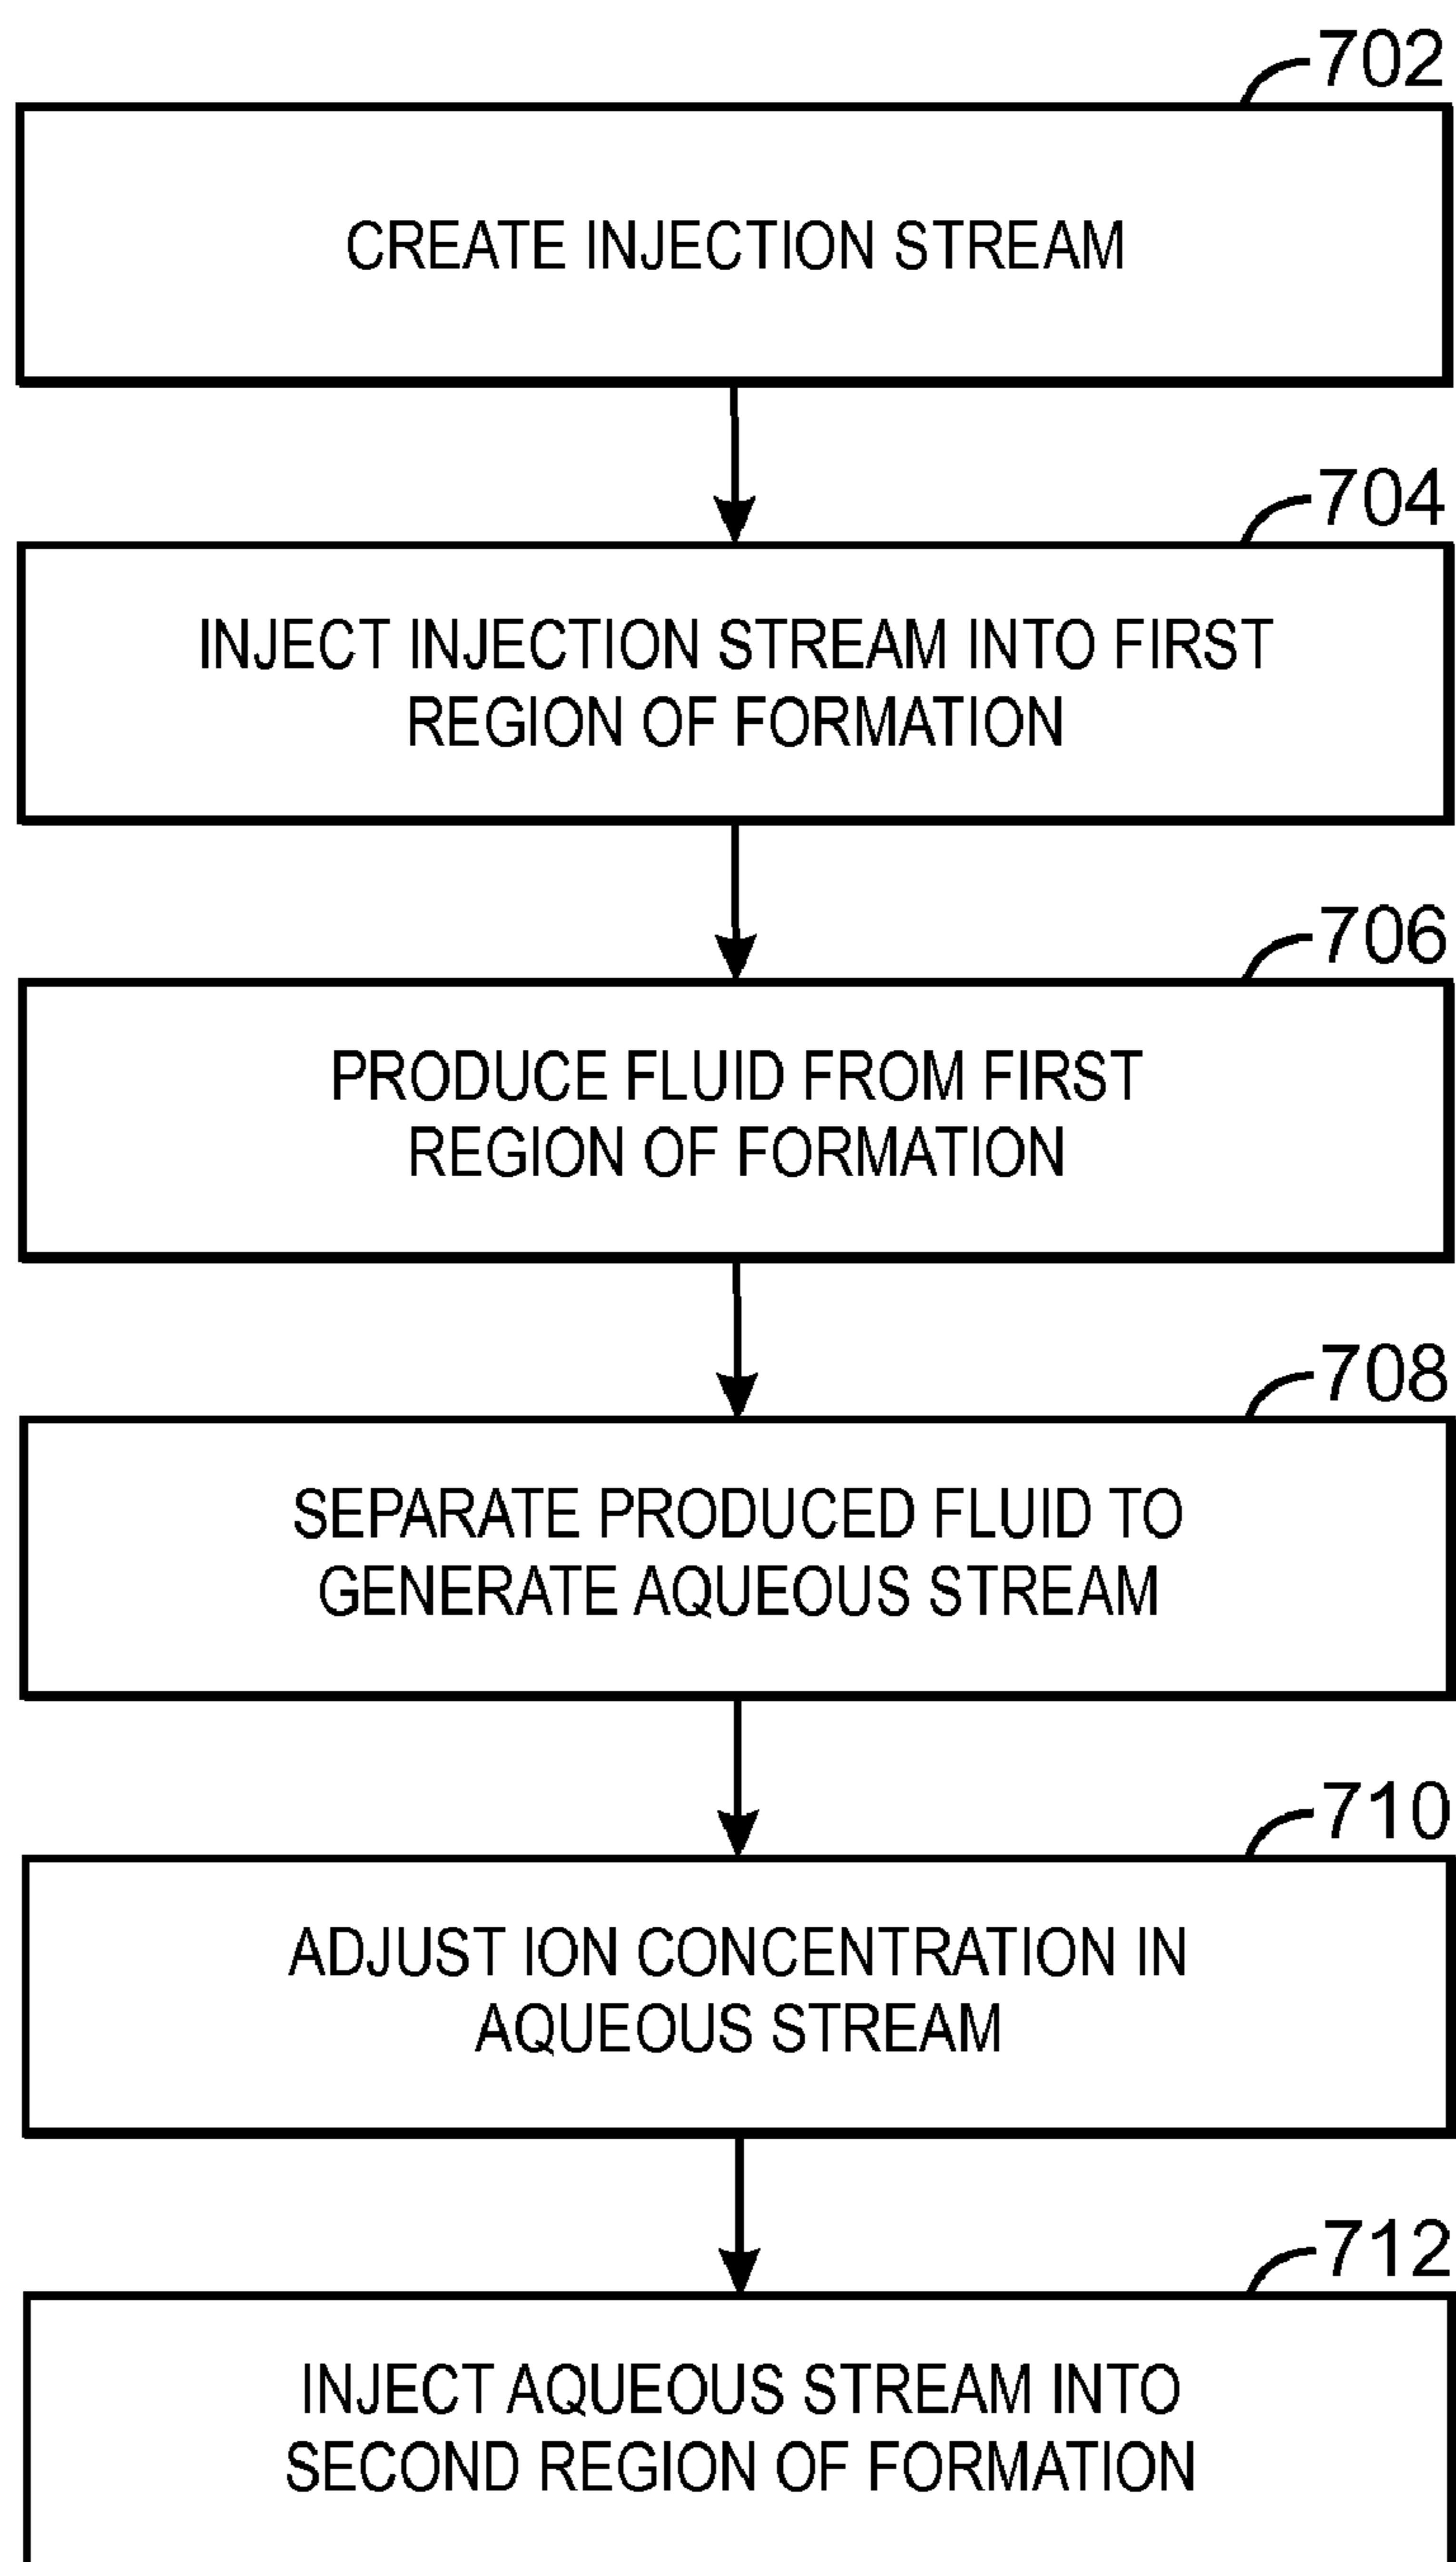 702
CREATE INJECTION STREAM
704
INJECT INJECTION STREAM INTO FIRST
REGION OF FORMATION
706
PRODUCE FLUID FROM FIRST
REGION OF FORMATION
708
SEPARATE PRODUCED FLUID TO
GENERATE AQUEOUS STREAM
710
ADJUST ION CONCENTRATION IN
AQUEOUS STREAM
712
INJECT AQUEOUS STREAM INTO
SECOND REGION OF FORMATION